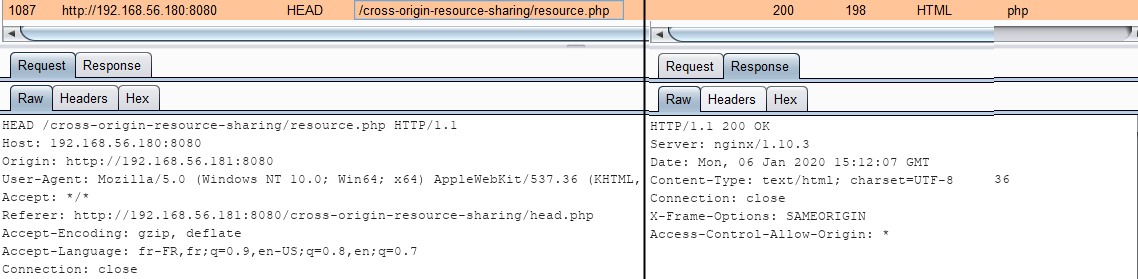 1087 http://192.168.56.180:8080 HEAD /cross-origin-resource-sharing/resource.php 200 198 HTML php
Request Response
Raw Headers Hex
HEAD /cross-origin-resource-sharing/resource.php HTTP/1.1
Host: 192.168.56.180:8080
Origin: http://192.168.56.181:8080
User-Agent: Mozilla/5.0 (Windows NT 10.0; Win64; x64) AppleWebKit/537.36 (KHTML,
Accept: */*
Referer: http://192.168.56.181:8080/cross-origin-resource-sharing/head.php
Accept-Encoding: gzip, deflate
Accept-Language: fr-FR,fr;q=0.9,en-US;q=0.8,en;q=0.7
Connection: close
Request Response
Raw Headers Hex
HTTP/1.1 200 OK
Server: nginx/1.10.3
Date: Mon, 06 Jan 2020 15:12:07 GMT
Content-Type: text/html; charset=UTF-8 36
Connection: close
X-Frame-Options: SAMEORIGIN
Access-Control-Allow-Origin: *